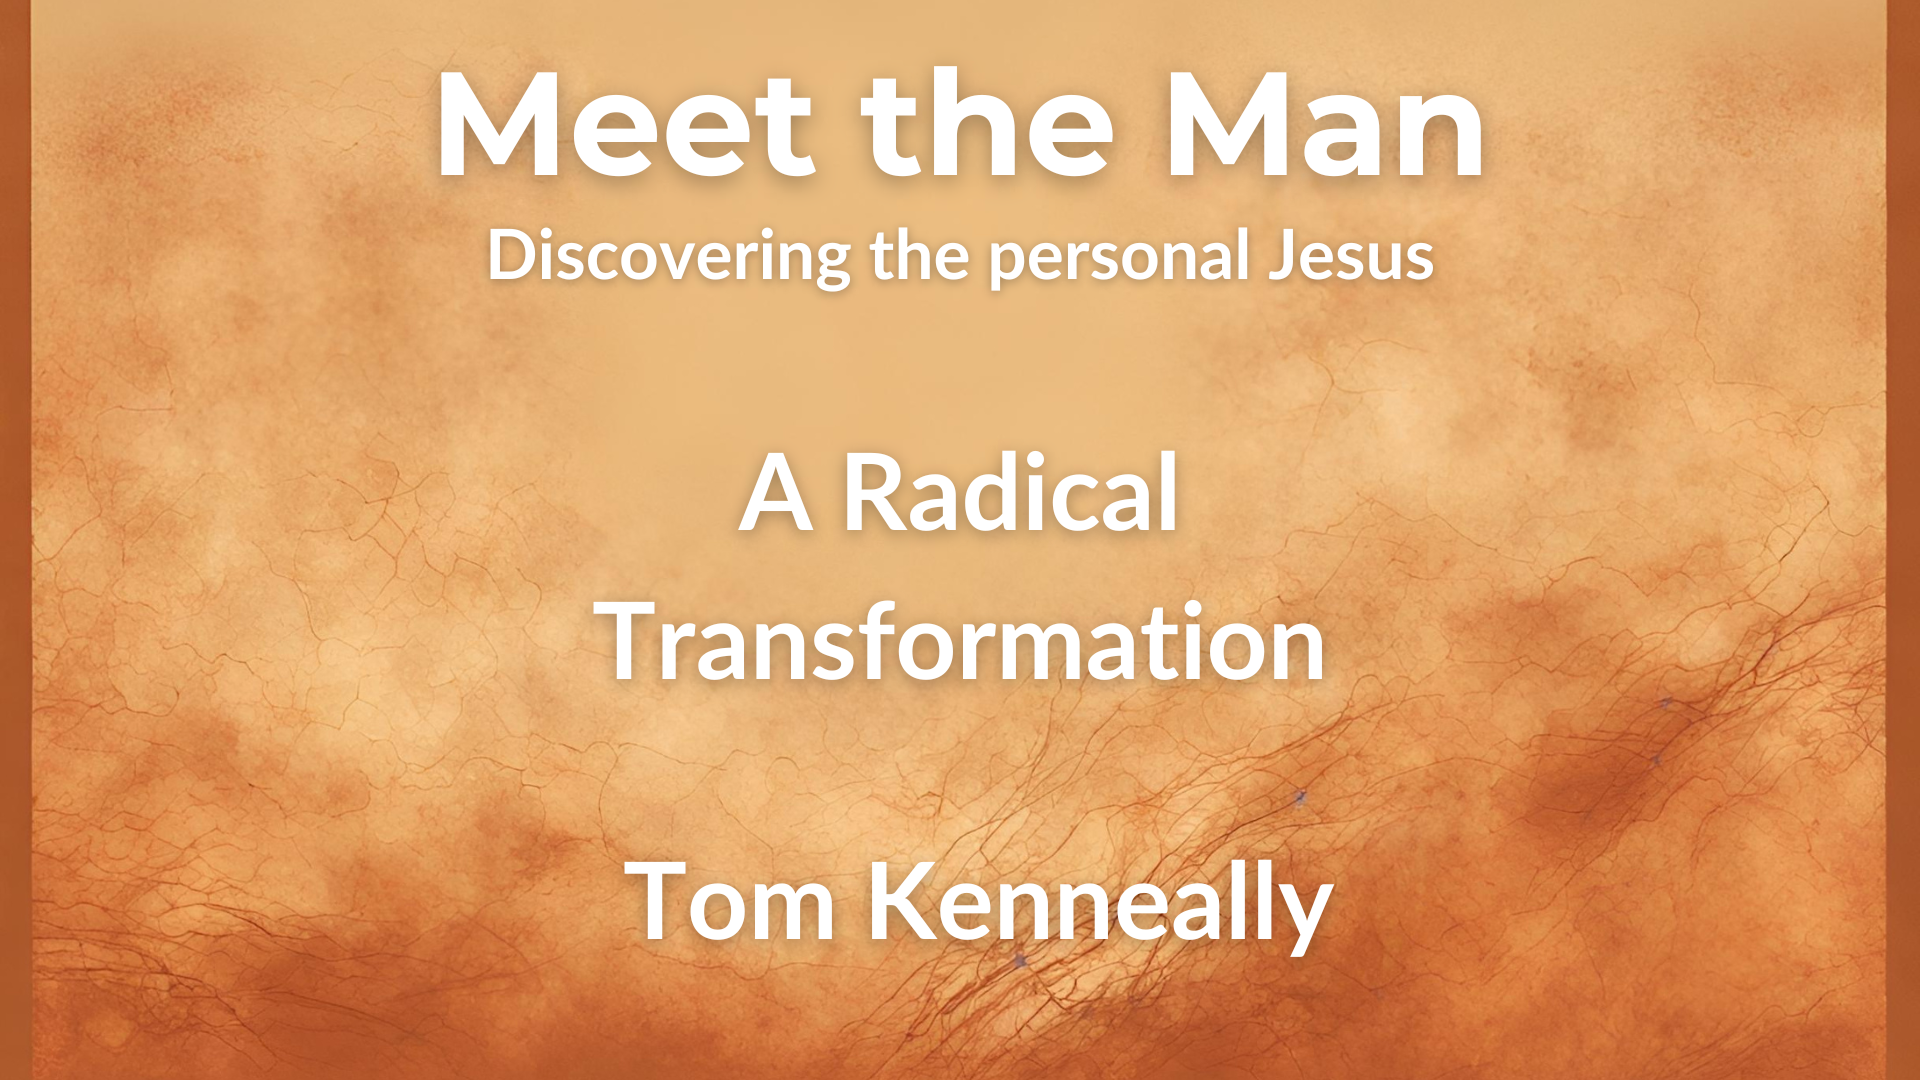 Meet the Man
Discovering the personal Jesus
A Radical
Transformation
Tom Kenneally